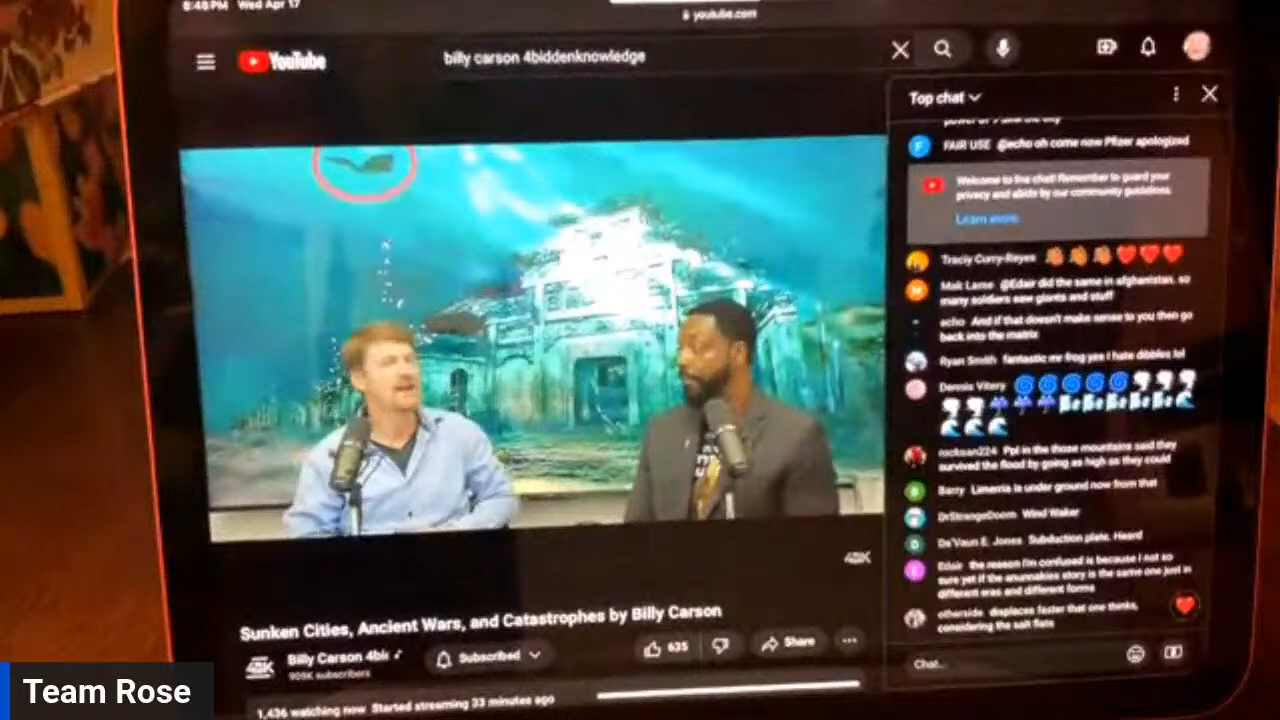 8:48 PM Wed Apr 17
youtube.com
YouTube
billy carson 4biddenknowledge
Top chat
FAIR USE @echo oh come now Pfizer apologized
Welcome to live chat! Remember to guard your
privacy and abide by our community guidelines.
Learn more
Traciy Curry-Reyes
Mak Lame @Edair did the same in afghanistan, so
many soldiers saw giants and stuff
echo And if that doesn't make sense to you then go
back into the matrix
Ryan Smith fantastic mr frog yes I hate dibbles lol
Dennis Vitery
rocksan224 Ppl in the those mountains said they
survived the flood by going as high as they could
Barry Limerria is under ground now from that
DrStrangeDoom Wind Waker
Da'Vaun E. Jones Subduction plate. Heard
Edair the reason I'm confused is because I not so
sure yet if the anunnakies story is the same one just in
different eras and different forms
otherside displaces faster that one thinks,
considering the salt flats
Chat...
4BK
Sunken Cities, Ancient Wars, and Catastrophes by Billy Carson
4BK
Billy Carson 4bi
909K subscribers
Subscribed
635
Share
1,436 watching now Started streaming 33 minutes ago
Team Rose